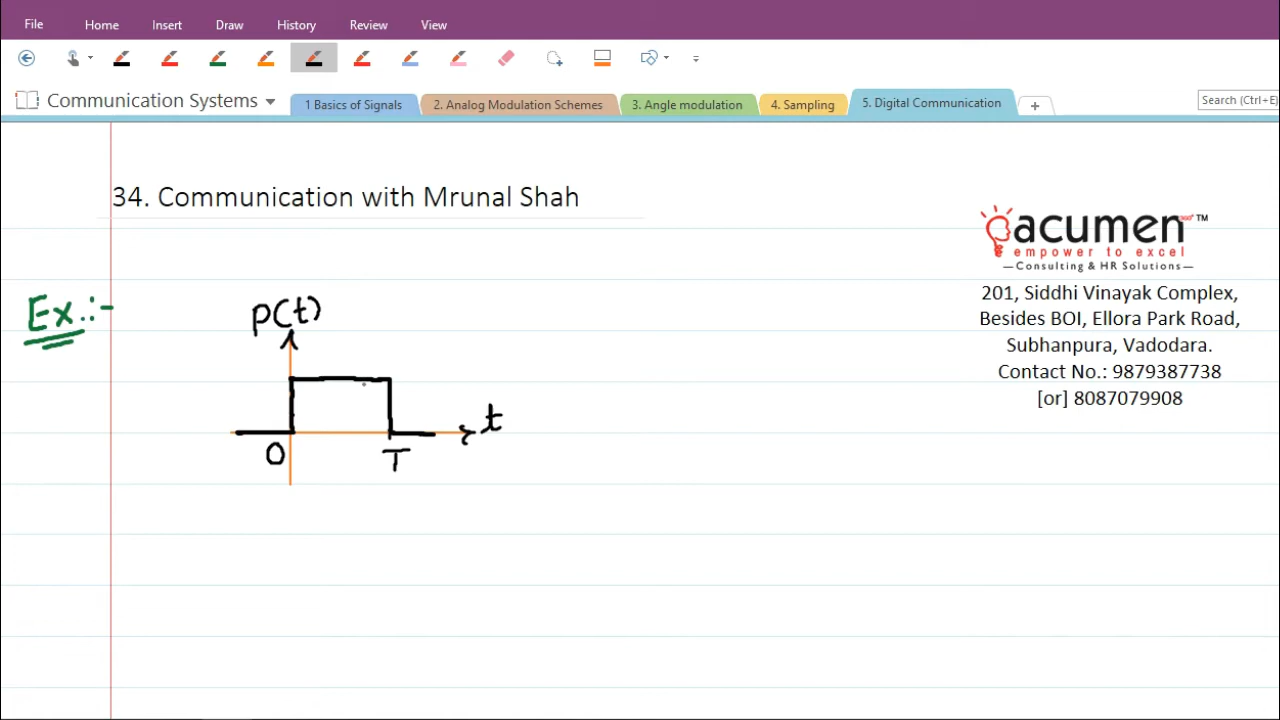 File Home Insert Draw History Review View
Communication Systems 1 Basics of Signals 2. Analog Modulation Schemes 3. Angle modulation 4. Sampling 5. Digital Communication + Search (Ctrl+E)
34. Communication with Mrunal Shah
360° TM
acumen
empower to excel
—Consulting & HR Solutions—
201, Siddhi Vinayak Complex,
Besides BOI, Ellora Park Road,
Subhanpura, Vadodara.
Contact No.: 9879387738
[or] 8087079908
Ex.:-
p(t)
t
0 T